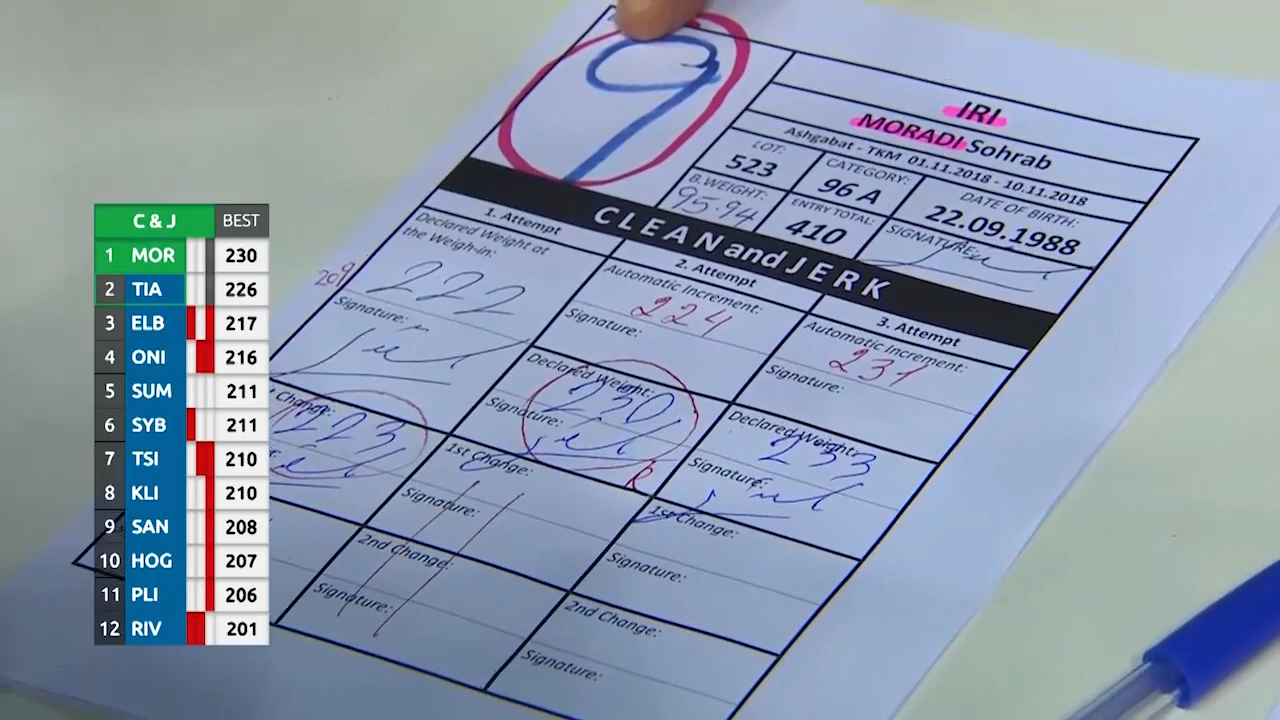 C & J BEST
1 MOR 230
2 TIA 226
3 ELB 217
4 ONI 216
5 SUM 211
6 SYB 211
7 TSI 210
8 KLI 210
9 SAN 208
10 HOG 207
11 PLI 206
12 RIV 201
9
IRI
MORADI Sohrab
Ashgabat - TKM 01.11.2018 - 10.11.2018
LOT: CATEGORY: DATE OF BIRTH:
523 96 A 22.09.1988
B.WEIGHT: ENTRY TOTAL: SIGNATURE:
95.94 410
CLEAN and JERK
1. Attempt 2. Attempt 3. Attempt
Declared Weight at the Weigh-in: Automatic Increment: Automatic Increment:
209 222 224 231
Signature: Signature: Signature:
Change: Declared Weight: Declared Weight:
223 230 233
Signature: Signature:
1st Change: 1st Change:
Signature: Signature:
2nd Change: 2nd Change:
Signature: Signature: